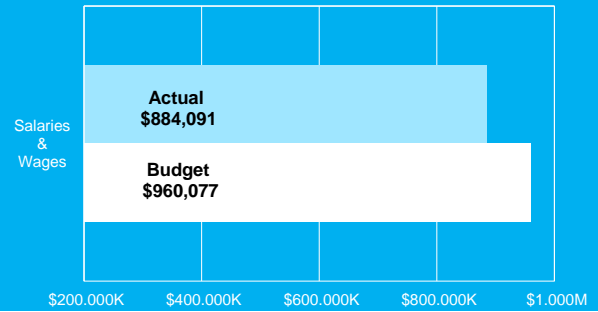 Actual
$884,091
Salaries
&
Wages
Budget
$960,077
$200.000K
$400.000K
$600.000K
$800.000K
$1.000M